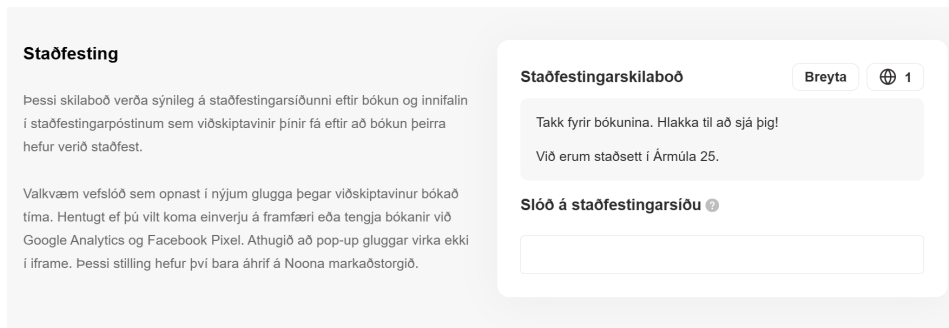 Staðfesting
Þessi skilaboð verða sýnileg á staðfestingarsíðunni eftir bókun og innifalin
í staðfestingarpóstinum sem viðskiptavinir þínir fá eftir að bókun þeirra
hefur verið staðfest.
Valkvæm vefslóð sem opnast í nýjum glugga þegar viðskiptavinur bókað
tíma. Hentugt ef þú vilt koma einverju á framfæri eða tengja bókanir við
Google Analytics og Facebook Pixel. Athugið að pop-up gluggar virka ekki
í iframe. Þessi stilling hefur því bara áhrif á Noona markaðstorgið.
Staðfestingarskilaboð
Breyta
1
Takk fyrir bókunina. Hlakka til að sjá þig!
Við erum staðsett í Ármúla 25.
Slóð á staðfestingarsíðu ?